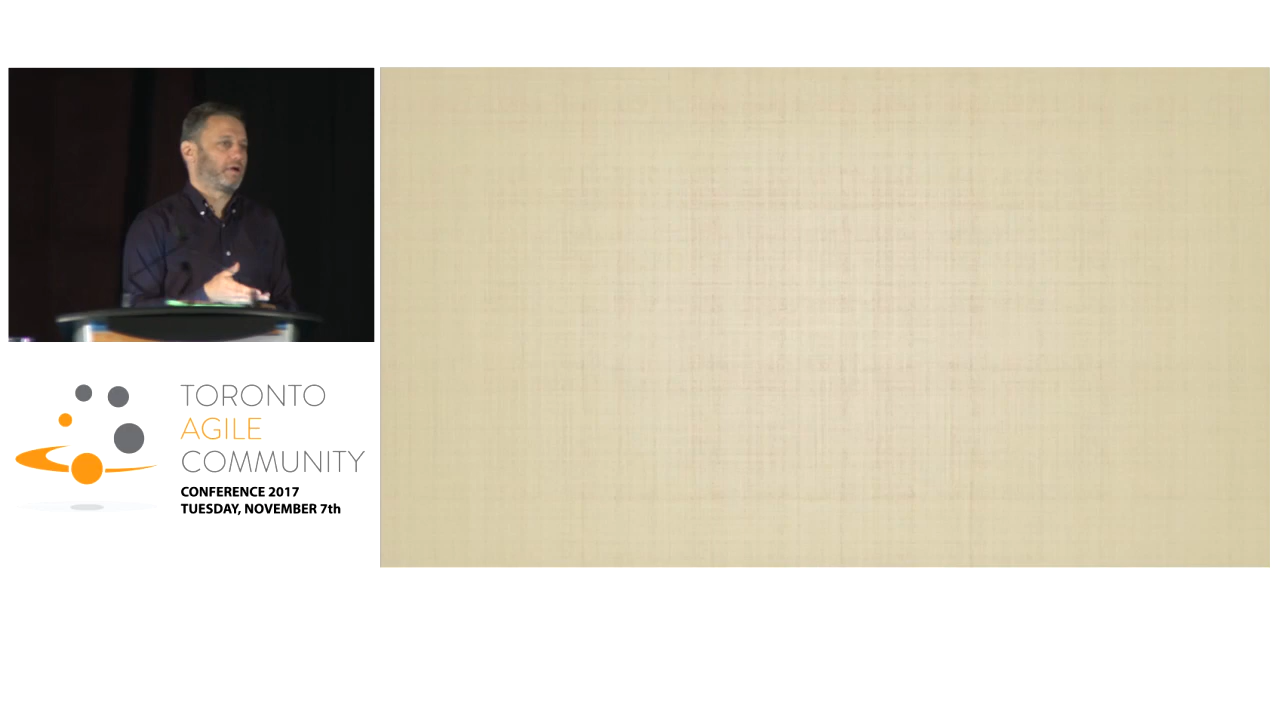 TORONTO
AGILE
COMMUNITY
CONFERENCE 2017
TUESDAY, NOVEMBER 7th